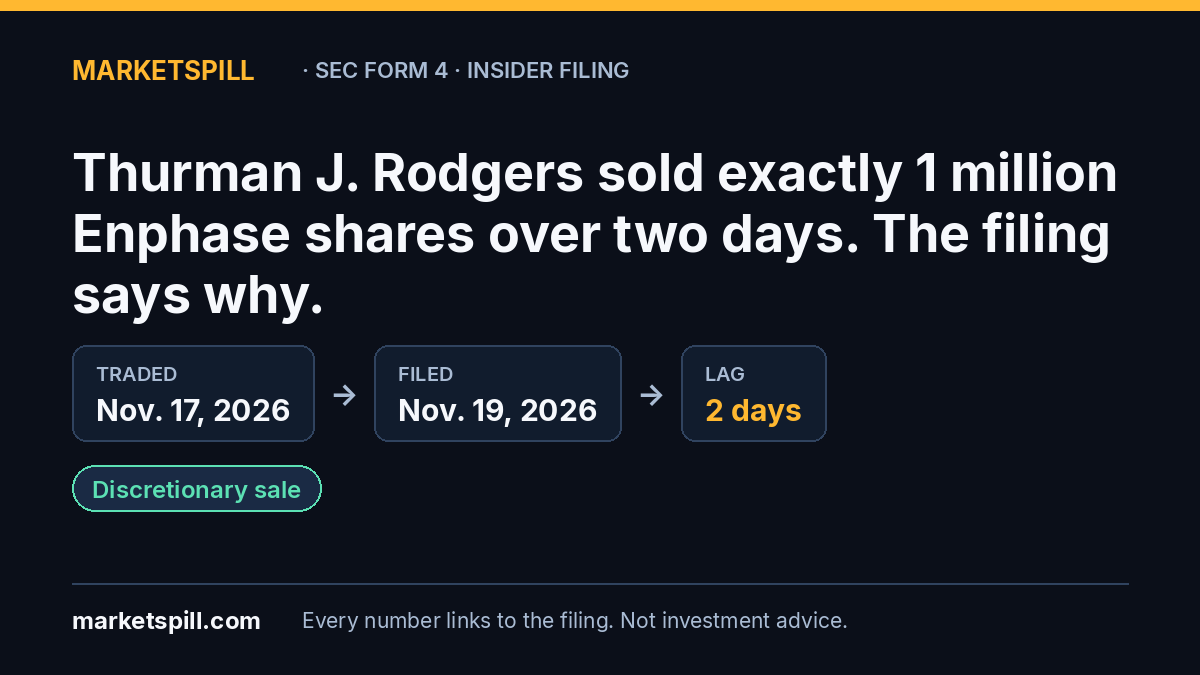 MARKETSPILL · SEC FORM 4 · INSIDER FILING
Thurman J. Rodgers sold exactly 1 million
Enphase shares over two days. The filing
says why.
TRADED
Nov. 17, 2026
→
FILED
Nov. 19, 2026
→
LAG
2 days
Discretionary sale
marketspill.com Every number links to the filing. Not investment advice.